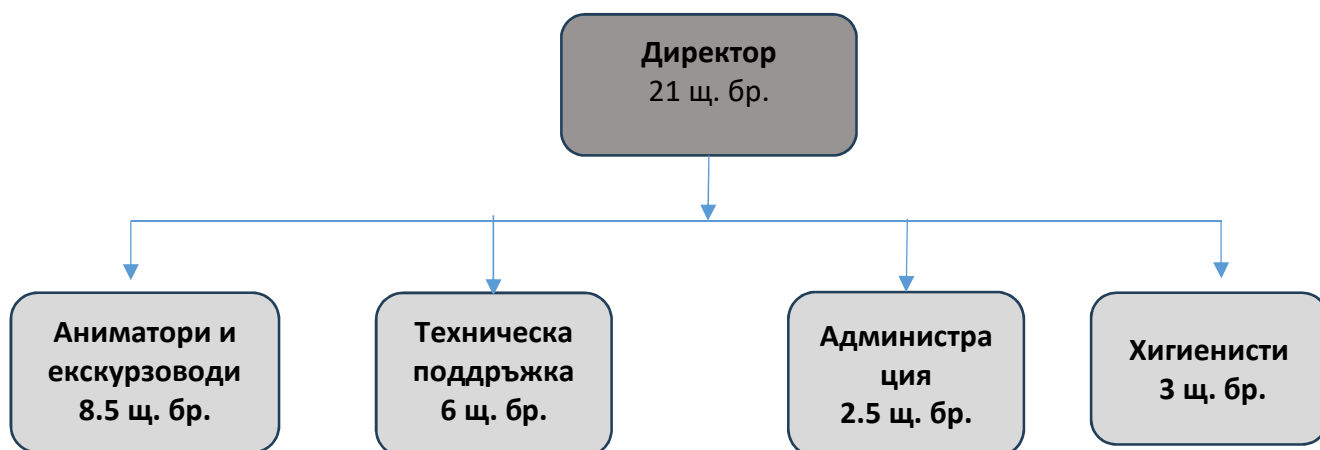 Директор
21 щ. бр.
Аниматори и
екскурзоводи
8.5 щ. бр.
Техническа
поддръжка
6 щ. бр.
Администра
ция
2.5 щ. бр.
Хигиенисти
3 щ. бр.